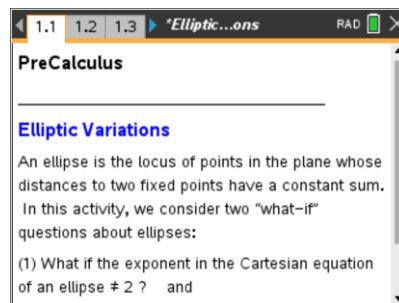 1.1 1.2 1.3 *Elliptic...ons RAD
PreCalculus
Elliptic Variations
An ellipse is the locus of points in the plane whose
distances to two fixed points have a constant sum.
In this activity, we consider two "what-if"
questions about ellipses:
(1) What if the exponent in the Cartesian equation
of an ellipse ≠ 2 ? and